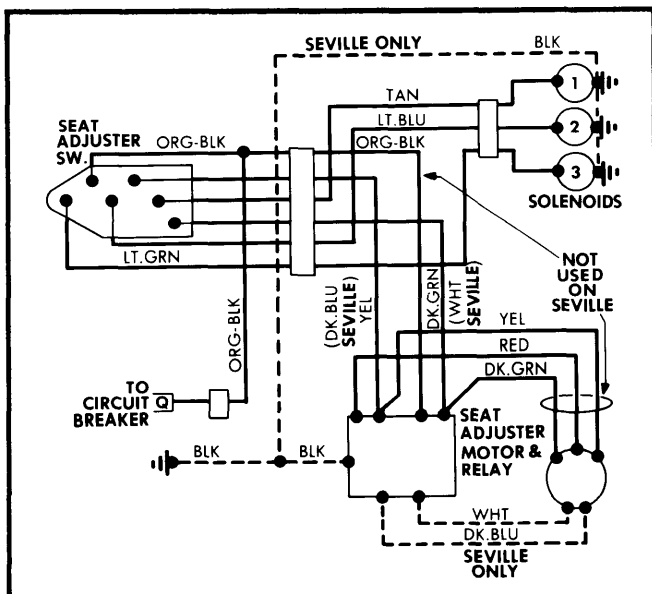 SEVILLE ONLY
BLK
TAN
1
SEAT
ADJUSTER
SW.
ORG-BLK
LT.BLU
ORG-BLK
2
3
SOLENOIDS
LT.GRN
NOT
USED
ON
SEVILLE
(DK.BLU
SEVILLE)
YEL
DK.GRN
(WHT
SEVILLE)
ORG-BLK
YEL
RED
DK.GRN
TO
CIRCUIT
BREAKER
Q
SEAT
ADJUSTER
MOTOR &
RELAY
BLK
BLK
WHT
DK.BLU
SEVILLE
ONLY